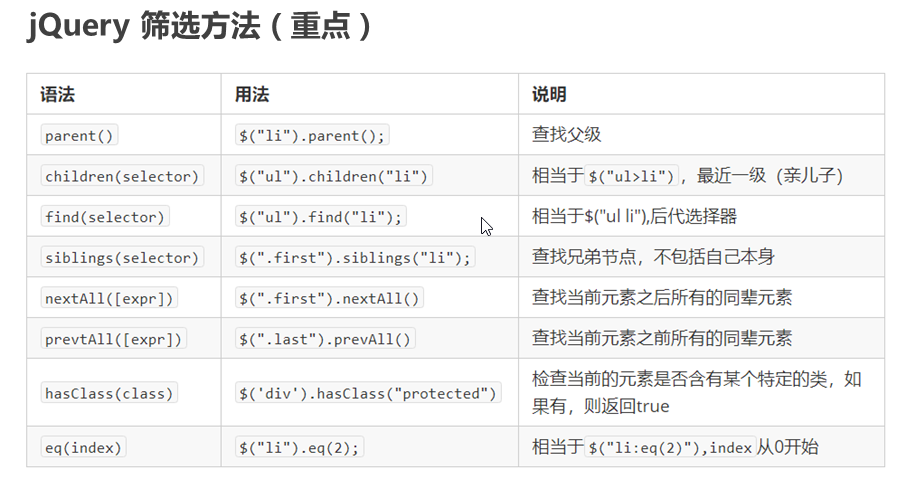 jQuery 筛选方法（重点）
语法 用法 说明
parent() $("li").parent(); 查找父级
children(selector) $("ul").children("li") 相当于$("ul>li")，最近一级（亲儿子）
find(selector) $("ul").find("li"); 相当于$("ul li"),后代选择器
siblings(selector) $(".first").siblings("li"); 查找兄弟节点，不包括自己本身
nextAll([expr]) $(".first").nextAll() 查找当前元素之后所有的同辈元素
prevtAll([expr]) $(".last").prevAll() 查找当前元素之前所有的同辈元素
hasClass(class) $('div').hasClass("protected") 检查当前的元素是否含有某个特定的类，如
果有，则返回true
eq(index) $("li").eq(2); 相当于$("li:eq(2)"),index从0开始